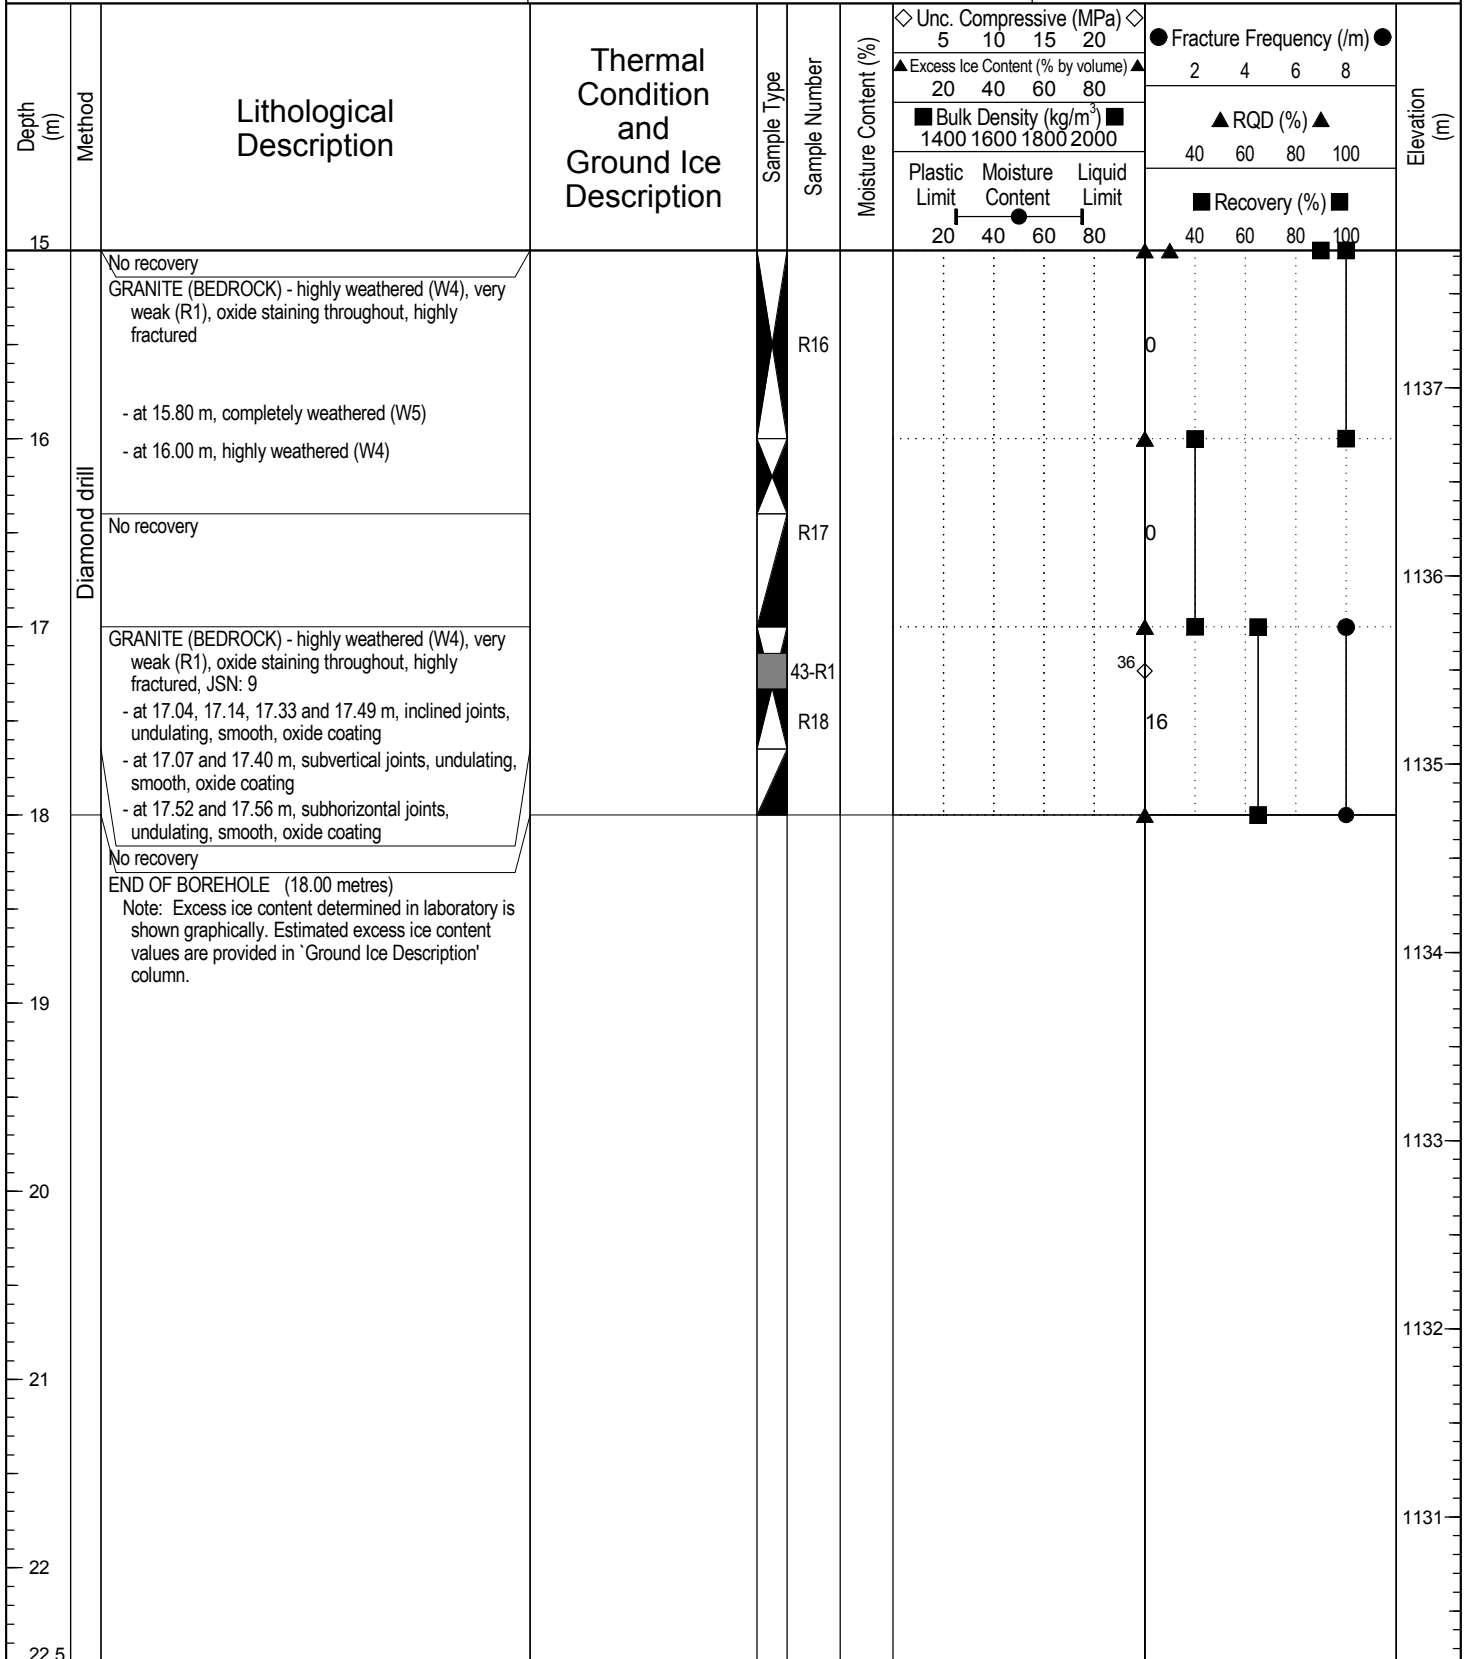 Depth
(m)
Method
Lithological
Description
Thermal
Condition
and
Ground Ice
Description
Sample Type
Sample Number
Moisture Content (%)
◇ Unc. Compressive (MPa) ◇
5 10 15 20
▲ Excess Ice Content (% by volume) ▲
20 40 60 80
■ Bulk Density (kg/m³) ■
1400 1600 1800 2000
Plastic Moisture Liquid
Limit Content Limit
20 40 60 80
● Fracture Frequency (/m) ●
2 4 6 8
▲ RQD (%) ▲
40 60 80 100
■ Recovery (%) ■
40 60 80 100
Elevation
(m)
15
Diamond drill
No recovery
GRANITE (BEDROCK) - highly weathered (W4), very
weak (R1), oxide staining throughout, highly
fractured
R16
0
1137
- at 15.80 m, completely weathered (W5)
16
- at 16.00 m, highly weathered (W4)
No recovery
R17
0
1136
17
GRANITE (BEDROCK) - highly weathered (W4), very
weak (R1), oxide staining throughout, highly
fractured, JSN: 9
43-R1
36
- at 17.04, 17.14, 17.33 and 17.49 m, inclined joints,
undulating, smooth, oxide coating
R18
16
- at 17.07 and 17.40 m, subvertical joints, undulating,
smooth, oxide coating
1135
- at 17.52 and 17.56 m, subhorizontal joints,
undulating, smooth, oxide coating
18
No recovery
END OF BOREHOLE (18.00 metres)
Note: Excess ice content determined in laboratory is
shown graphically. Estimated excess ice content
values are provided in `Ground Ice Description'
column.
1134
19
1133
20
1132
21
1131
22
22.5